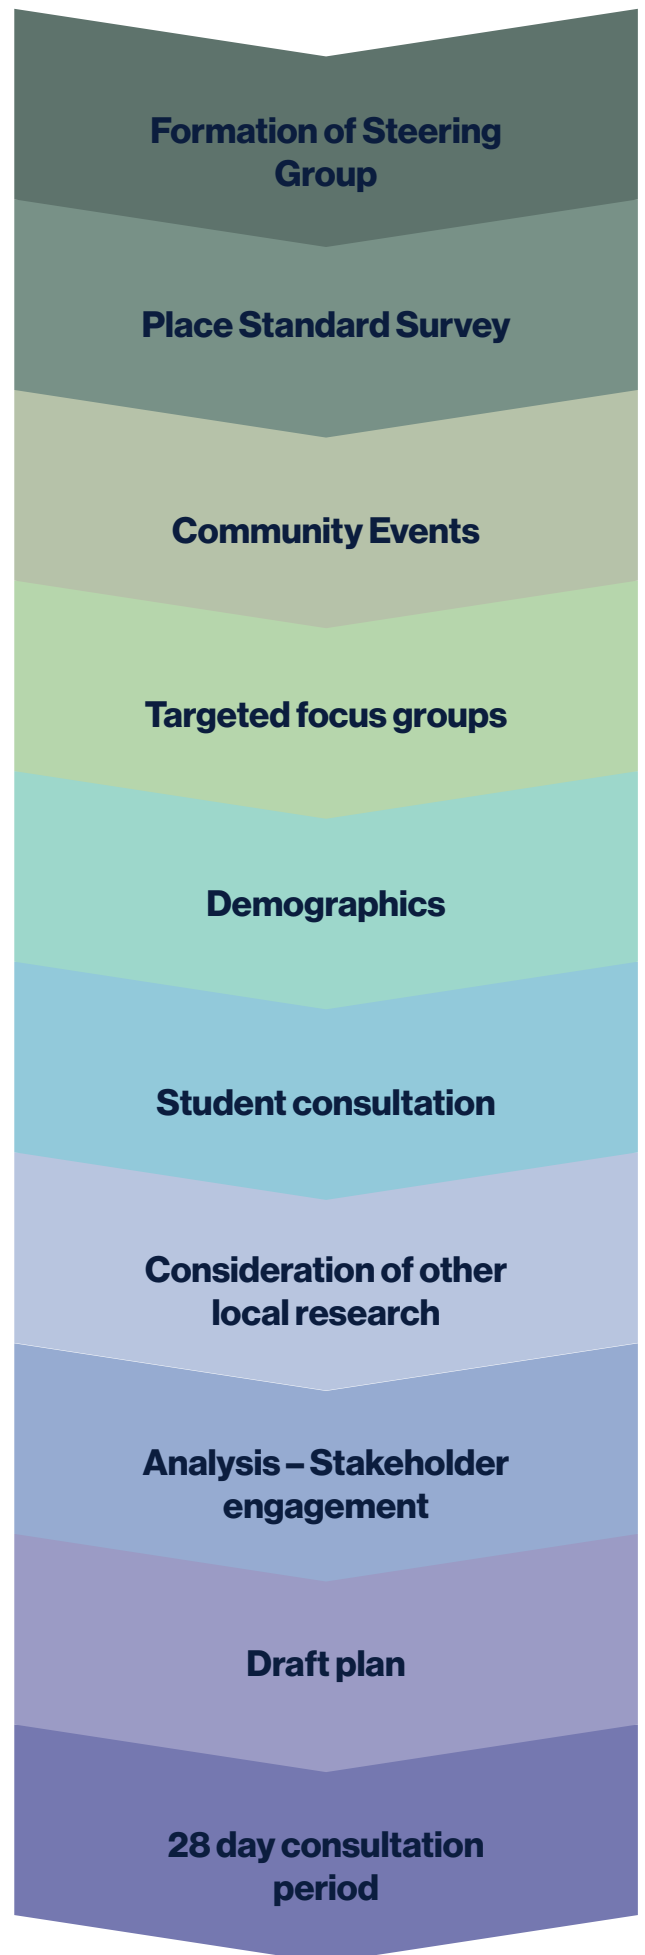 Formation of Steering
Group
Place Standard Survey
Community Events
Targeted focus groups
Demographics
Student consultation
Consideration of other
local research
Analysis – Stakeholder
engagement
Draft plan
28 day consultation
period